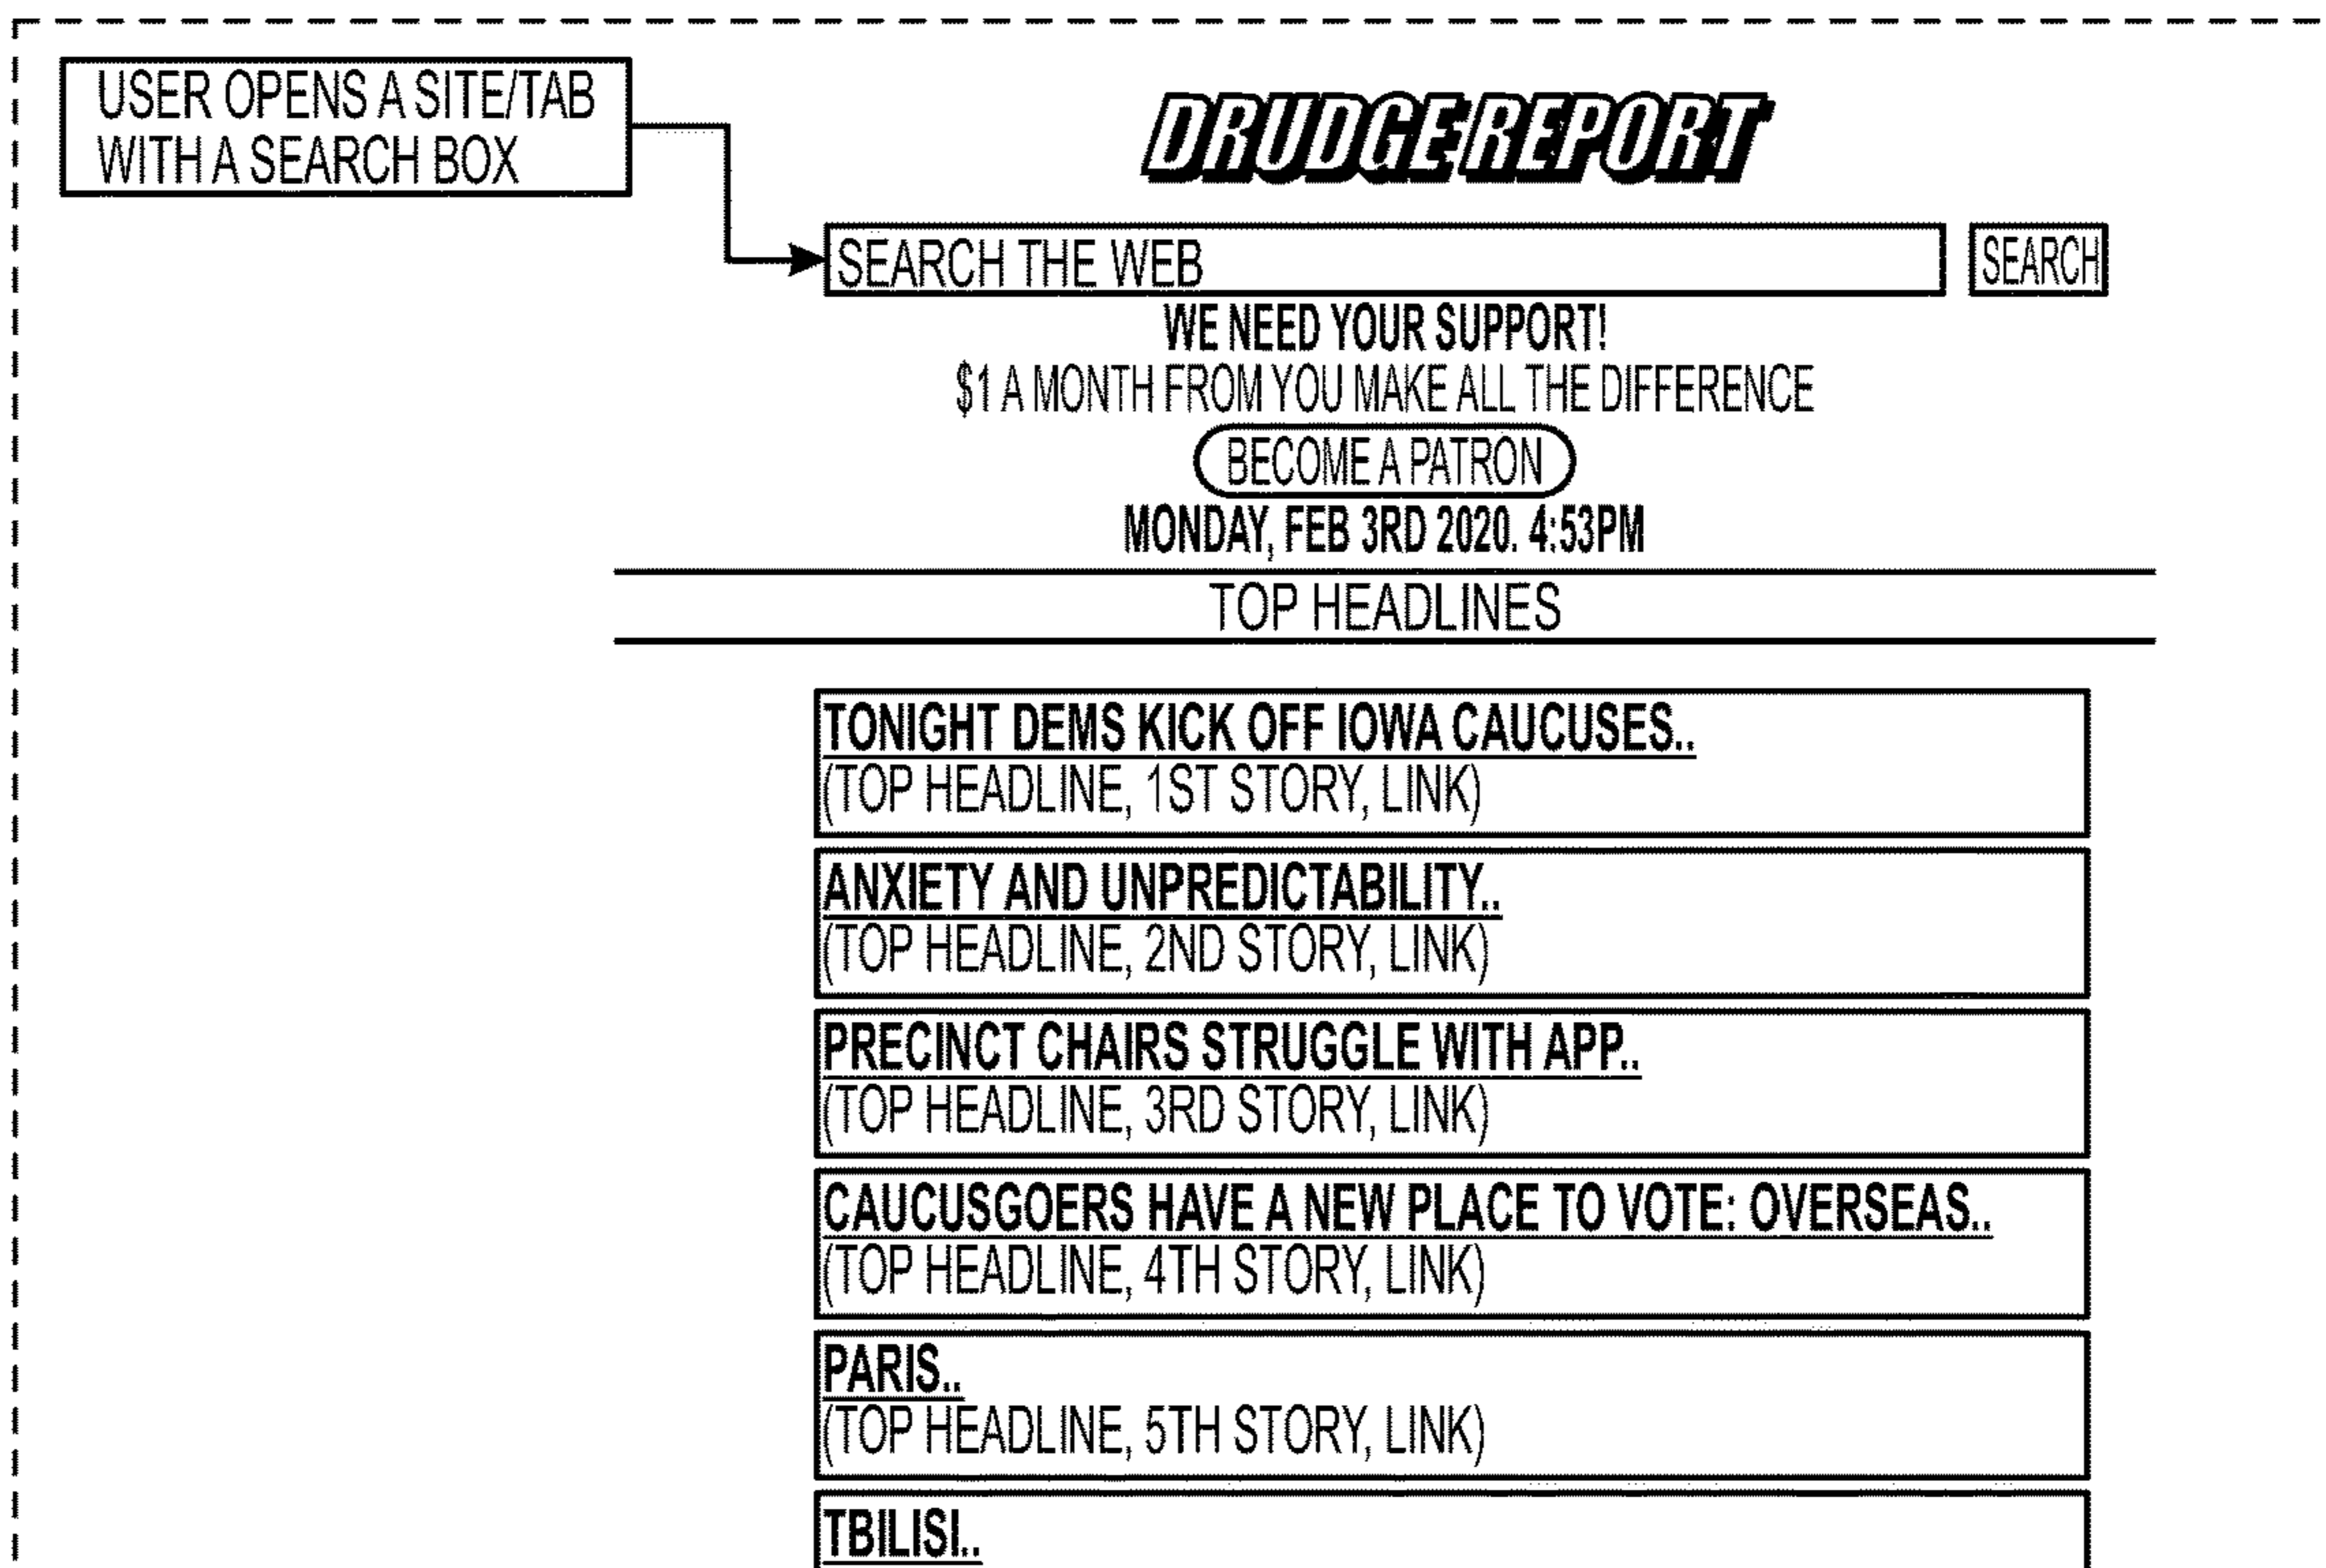 USER OPENS A SITE/TAB
WITH A SEARCH BOX
DRUDGE REPORT
SEARCH THE WEB
SEARCH
WE NEED YOUR SUPPORT!
$1 A MONTH FROM YOU MAKE ALL THE DIFFERENCE
BECOME A PATRON
MONDAY, FEB 3RD 2020. 4:53PM
TOP HEADLINES
TONIGHT DEMS KICK OFF IOWA CAUCUSES..
(TOP HEADLINE, 1ST STORY, LINK)
ANXIETY AND UNPREDICTABILITY..
(TOP HEADLINE, 2ND STORY, LINK)
PRECINCT CHAIRS STRUGGLE WITH APP..
(TOP HEADLINE, 3RD STORY, LINK)
CAUCUSGOERS HAVE A NEW PLACE TO VOTE: OVERSEAS..
(TOP HEADLINE, 4TH STORY, LINK)
PARIS..
(TOP HEADLINE, 5TH STORY, LINK)
TBILISI..